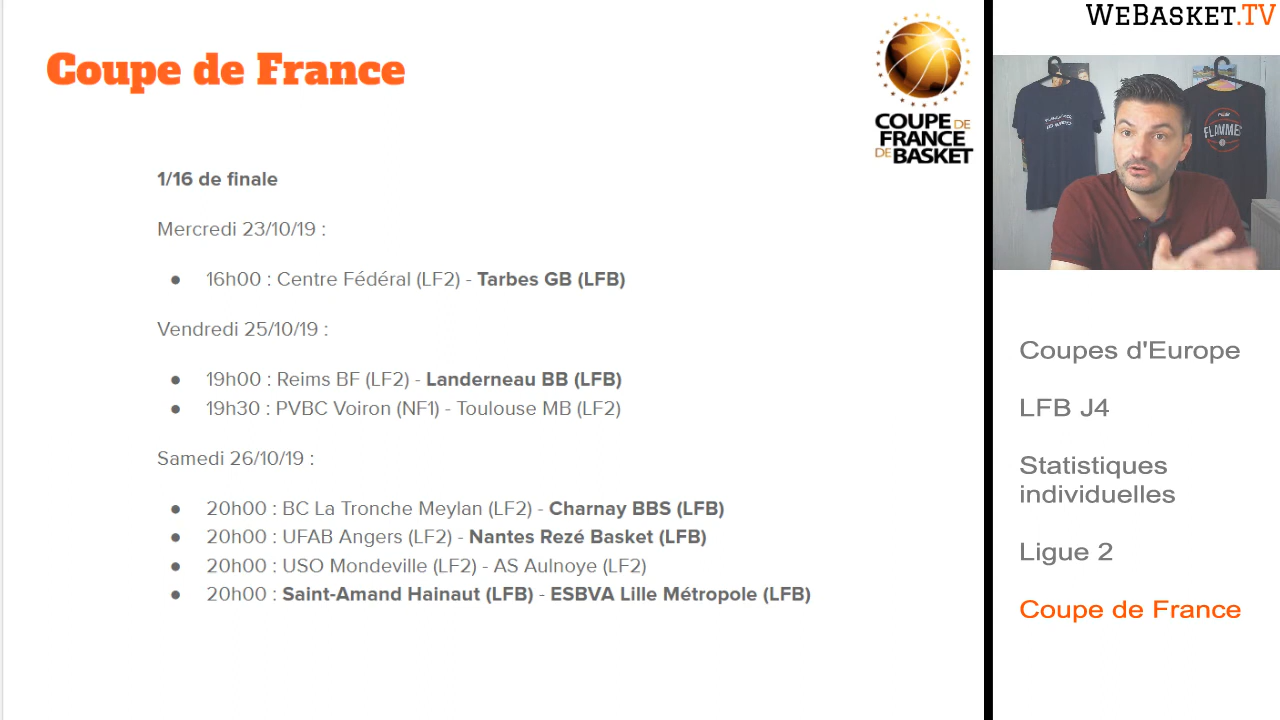 WEBASKET.TV
Coupe de France
COUPE DE
FRANCE
DE BASKET
1/16 de finale
Mercredi 23/10/19 :
● 16h00 : Centre Fédéral (LF2) - Tarbes GB (LFB)
Vendredi 25/10/19 :
● 19h00 : Reims BF (LF2) - Landerneau BB (LFB)
● 19h30 : PVBC Voiron (NF1) - Toulouse MB (LF2)
Samedi 26/10/19 :
● 20h00 : BC La Tronche Meylan (LF2) - Charnay BBS (LFB)
● 20h00 : UFAB Angers (LF2) - Nantes Rezé Basket (LFB)
● 20h00 : USO Mondeville (LF2) - AS Aulnoye (LF2)
● 20h00 : Saint-Amand Hainaut (LFB) - ESBVA Lille Métropole (LFB)
FLAMMES
Coupes d'Europe
LFB J4
Statistiques
individuelles
Ligue 2
Coupe de France